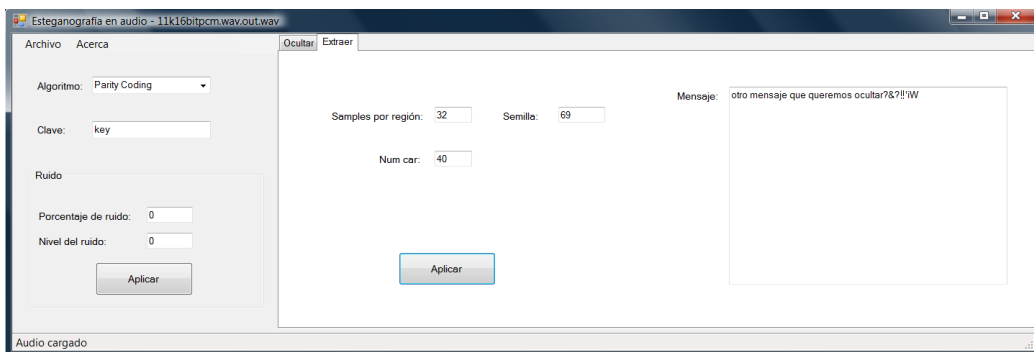 Esteganografía en audio - 11k16bitpcm.wav.out.wav
Archivo Acerca
Ocultar Extraer
Algoritmo: Parity Coding
Clave: key
Ruido
Porcentaje de ruido: 0
Nivel del ruido: 0
Aplicar
Samples por región: 32 Semilla: 69
Num car: 40
Aplicar
Mensaje: otro mensaje que queremos ocultar?&?‼'iW
Audio cargado